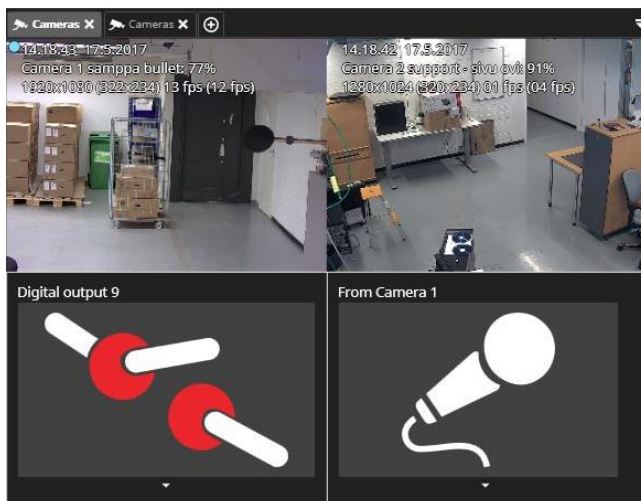 Cameras
Cameras
14.18.43 17.5.2017
Camera 1 samppa bullet: 77%
1920x1080 (322x234) 13 fps (12 fps)
14.18.42 17.5.2017
Camera 2 support - sivu ovi: 91%
1280x1024 (320x234) 01 fps (04 fps)
Digital output 9
From Camera 1